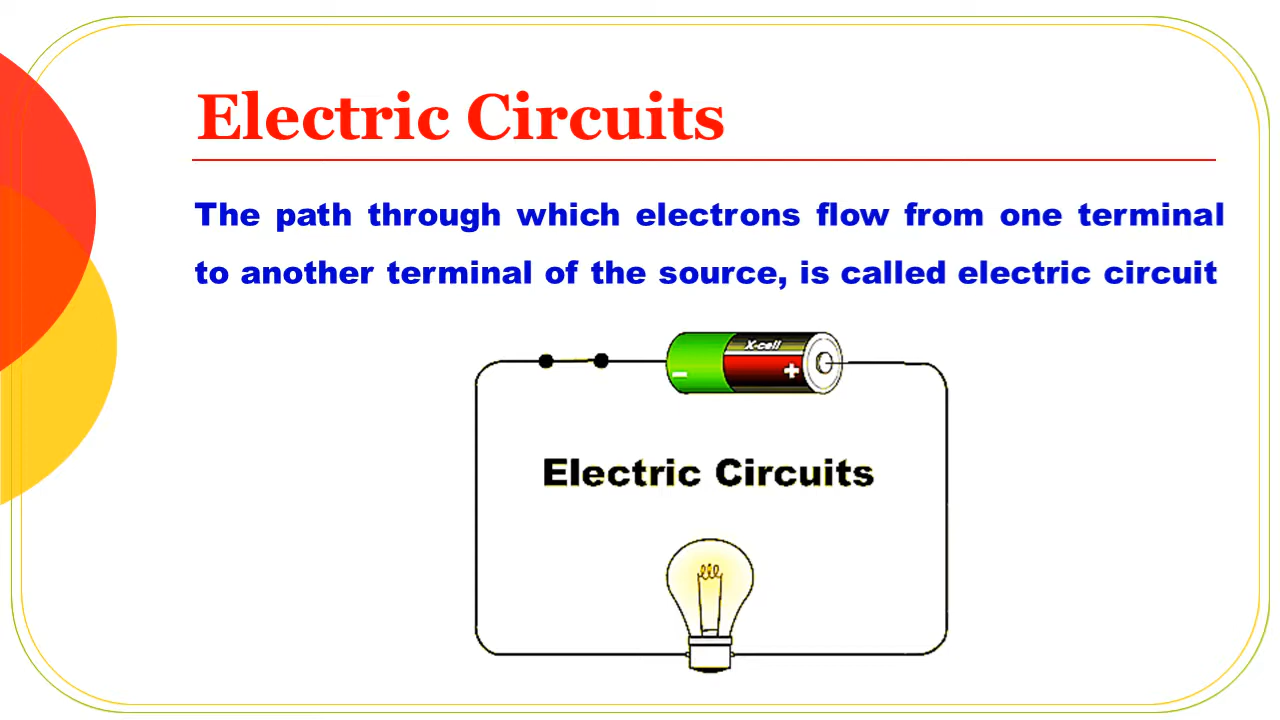 Electric Circuits
The path through which electrons flow from one terminal
to another terminal of the source, is called electric circuit
X-cell
- +
Electric Circuits